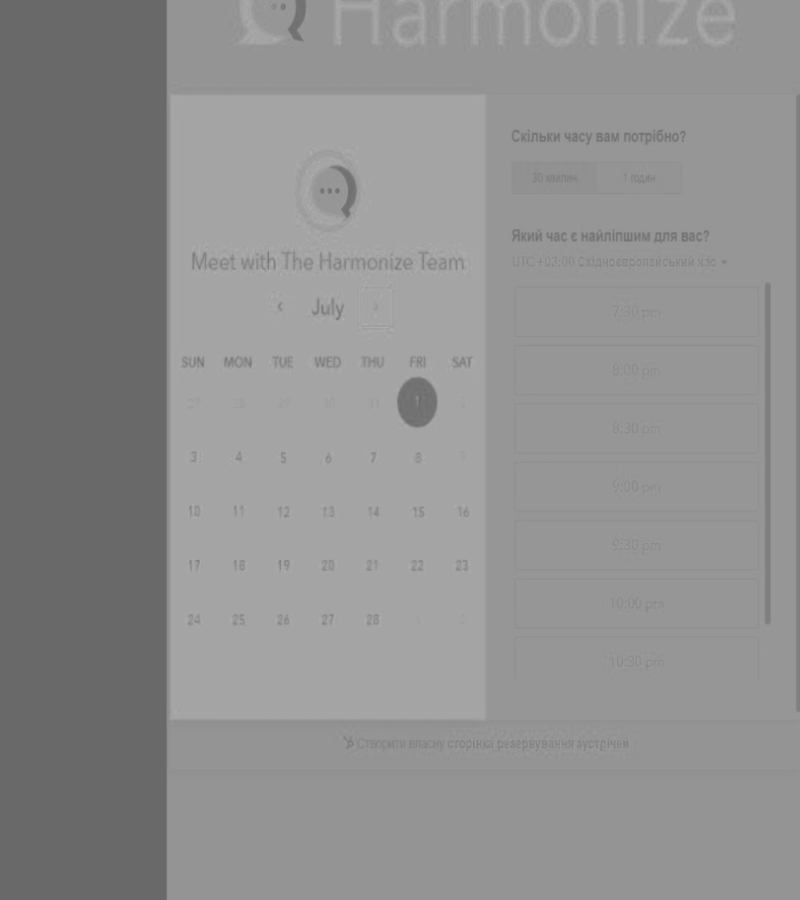 Harmonize
Meet with The Harmonize Team
‹ July ›
SUN MON TUE WED THU FRI SAT
27 28 29 30 31 1 2
3 4 5 6 7 8 9
10 11 12 13 14 15 16
17 18 19 20 21 22 23
24 25 26 27 28 1 2
Скільки часу вам потрібно?
30 хвилин 1 годин
Який час є найліпшим для вас?
UTC +02:00 Східноєвропейський час
7:30 pm
8:00 pm
8:30 pm
9:00 pm
9:30 pm
10:00 pm
10:30 pm
Створити власну сторінка резервування зустрічей